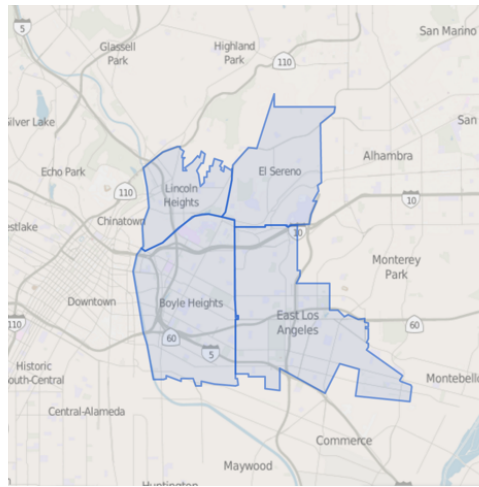 5
Glassell
Park
Highland
Park
110
San Marino
Silver Lake
Echo Park
110
Lincoln
Heights
El Sereno
Alhambra
San
10
Chinatown
10
Westlake
Monterey
Park
Downtown
Boyle Heights
East Los
Angeles
60
110
60
5
Historic
South-Central
Montebello
Central-Alameda
Commerce
Maywood
Huntington